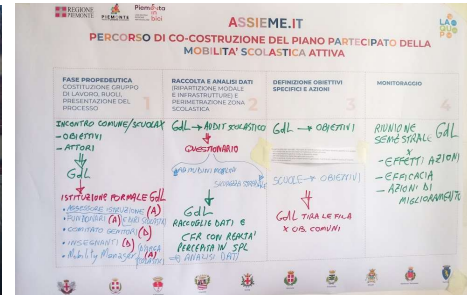 REGIONE
PIEMONTE
PIEMONTE
Piemonte
in
bici
ASSIEME.IT
PERCORSO DI CO-COSTRUZIONE DEL PIANO PARTECIPATO DELLA
MOBILITA' SCOLASTICA ATTIVA
FASE PROPEDEUTICA
COSTITUZIONE GRUPPO
DI LAVORO, RUOLI,
PRESENTAZIONE DEL
PROCESSO
1
INCONTRO COMUNE/SCUOLA
- OBIETTIVI
- ATTORI
GdL
ISTITUZIONE FORMALE GdL
ASSESSORE ISTRUZIONE (A)
(A)
COMITATO GENITORI (B)
INSEGNANTI (B)
Mobility Manager (A)
RACCOLTA E ANALISI DATI
(RIPARTIZIONE MODALE
E INFRASTRUTTURE) E
PERIMETRAZIONE ZONA
SCOLASTICA
2
GdL → AUDIT SCOLASTICO
QUESTIONARIO
GdL
RACCOGLIE DATI E
CFR CON REALTA'
PERCEPITA IN SPL
→ ANALISI DATI
DEFINIZIONE OBIETTIVI
SPECIFICI E AZIONI
3
GdL → OBIETTIVI
SCUOLE → OBIETTIVI
GdL TIRA LE FILA
X OB. COMUNI
MONITORAGGIO
4
RIUNIONE GdL
SEMESTRALE
X
- EFFETTI AZIONI
- EFFICACIA
- AZIONI DI
MIGLIORAMENTO